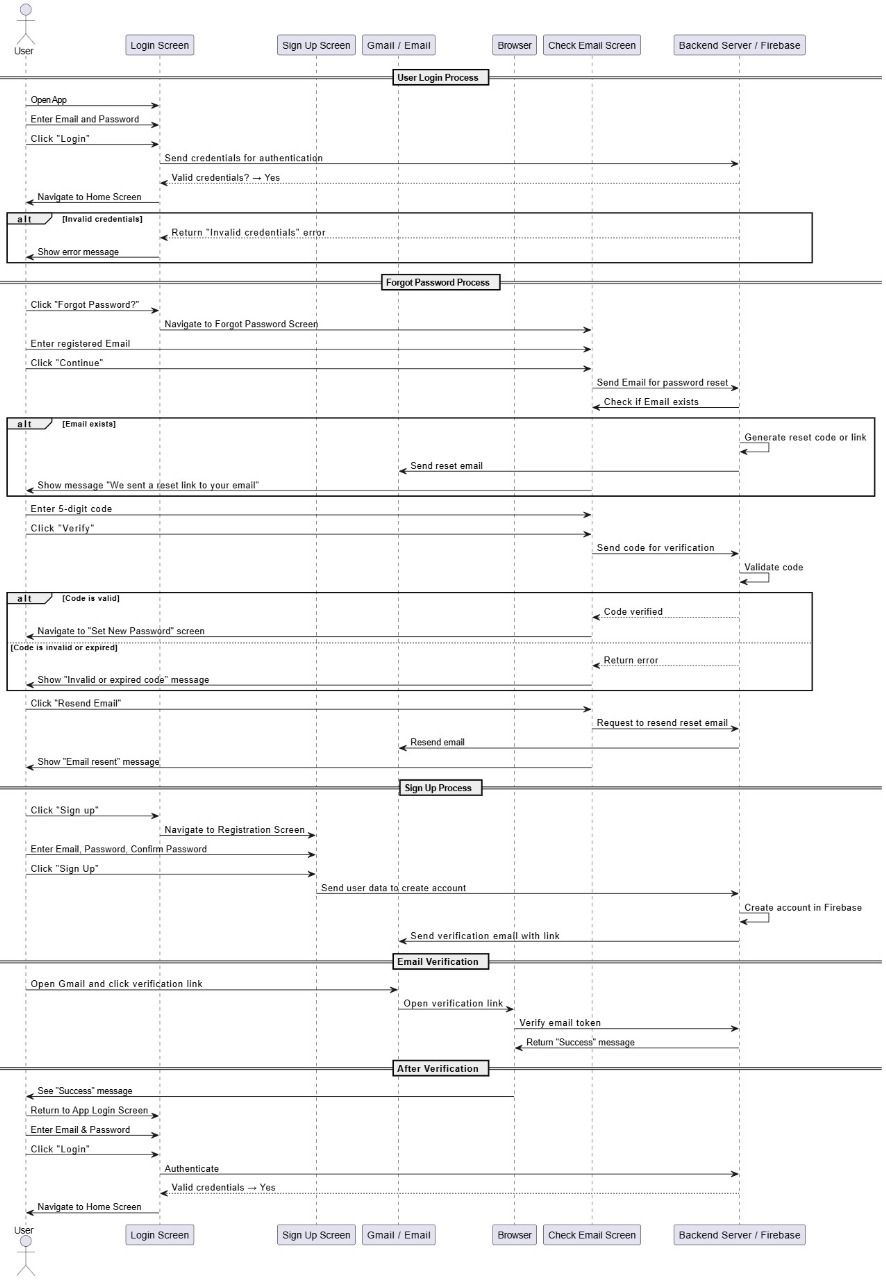 User
Login Screen
Sign Up Screen
Gmail / Email
Browser
Check Email Screen
Backend Server / Firebase
User Login Process
Open App
Enter Email and Password
Click "Login"
Send credentials for authentication
Valid credentials? → Yes
Navigate to Home Screen
alt [Invalid credentials]
Return "Invalid credentials" error
Show error message
Forgot Password Process
Click "Forgot Password?"
Navigate to Forgot Password Screen
Enter registered Email
Click "Continue"
Send Email for password reset
Check if Email exists
alt [Email exists]
Generate reset code or link
Send reset email
Show message "We sent a reset link to your email"
Enter 5-digit code
Click "Verify"
Send code for verification
Validate code
alt [Code is valid]
Code verified
Navigate to "Set New Password" screen
[Code is invalid or expired]
Return error
Show "Invalid or expired code" message
Click "Resend Email"
Request to resend reset email
Resend email
Show "Email resent" message
Sign Up Process
Click "Sign up"
Navigate to Registration Screen
Enter Email, Password, Confirm Password
Click "Sign Up"
Send user data to create account
Create account in Firebase
Send verification email with link
Email Verification
Open Gmail and click verification link
Open verification link
Verify email token
Return "Success" message
After Verification
See "Success" message
Return to App Login Screen
Enter Email & Password
Click "Login"
Authenticate
Valid credentials → Yes
Navigate to Home Screen
User
Login Screen
Sign Up Screen
Gmail / Email
Browser
Check Email Screen
Backend Server / Firebase